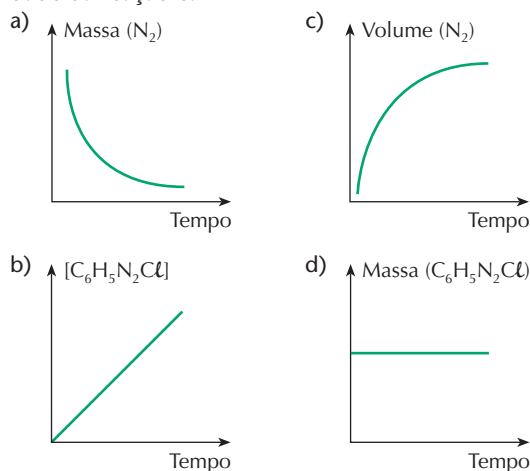 a) Massa (N₂)
Tempo
c) Volume (N₂)
Tempo
b) [C₆H₅N₂Cℓ]
Tempo
d) Massa (C₆H₅N₂Cℓ)
Tempo